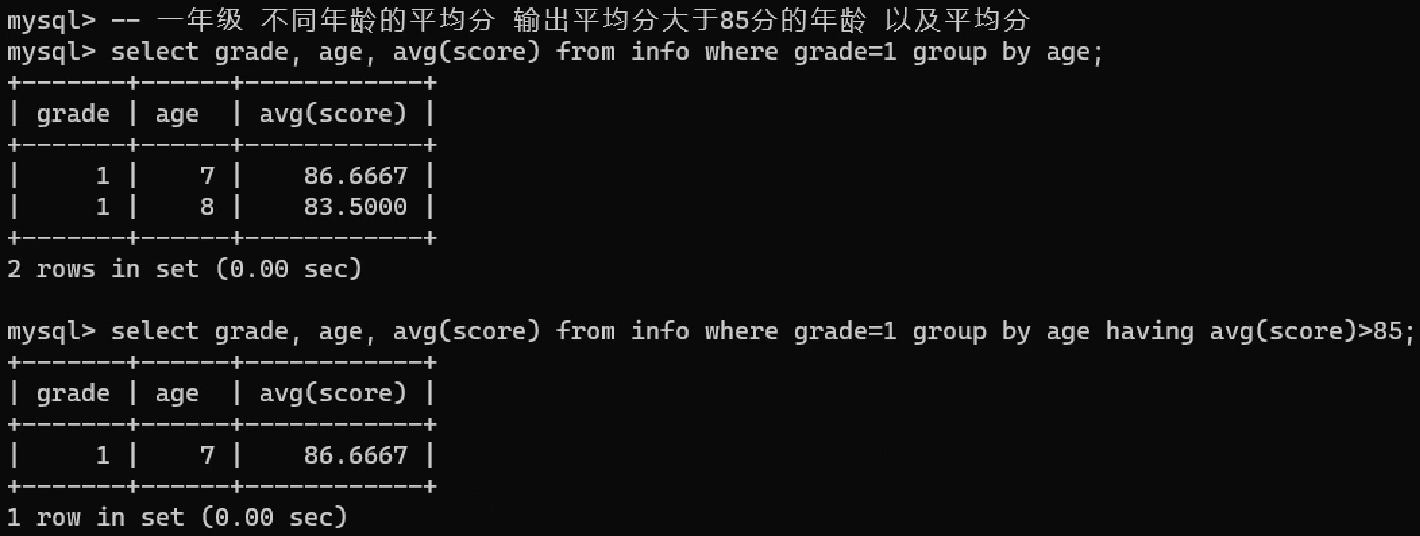 mysql> -- 一年级 不同年龄的平均分 输出平均分大于85分的年龄 以及平均分
mysql> select grade, age, avg(score) from info where grade=1 group by age;
+-------+------+------------+
| grade | age  | avg(score) |
+-------+------+------------+
|     1 |    7 |    86.6667 |
|     1 |    8 |    83.5000 |
+-------+------+------------+
2 rows in set (0.00 sec)

mysql> select grade, age, avg(score) from info where grade=1 group by age having avg(score)>85;
+-------+------+------------+
| grade | age  | avg(score) |
+-------+------+------------+
|     1 |    7 |    86.6667 |
+-------+------+------------+
1 row in set (0.00 sec)